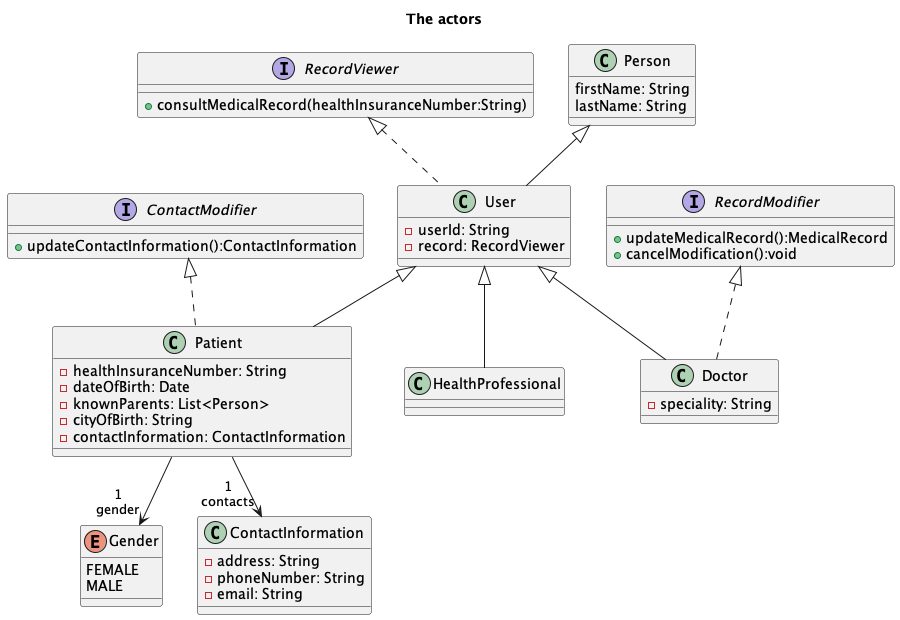 The actors
I RecordViewer
consultMedicalRecord(healthInsuranceNumber:String)
C Person
firstName: String
lastName: String
I ContactModifier
updateContactInformation():ContactInformation
C User
userId: String
record: RecordViewer
I RecordModifier
updateMedicalRecord():MedicalRecord
cancelModification():void
C Patient
healthInsuranceNumber: String
dateOfBirth: Date
knownParents: List<Person>
cityOfBirth: String
contactInformation: ContactInformation
C HealthProfessional
C Doctor
speciality: String
1
gender
1
contacts
E Gender
FEMALE
MALE
C ContactInformation
address: String
phoneNumber: String
email: String